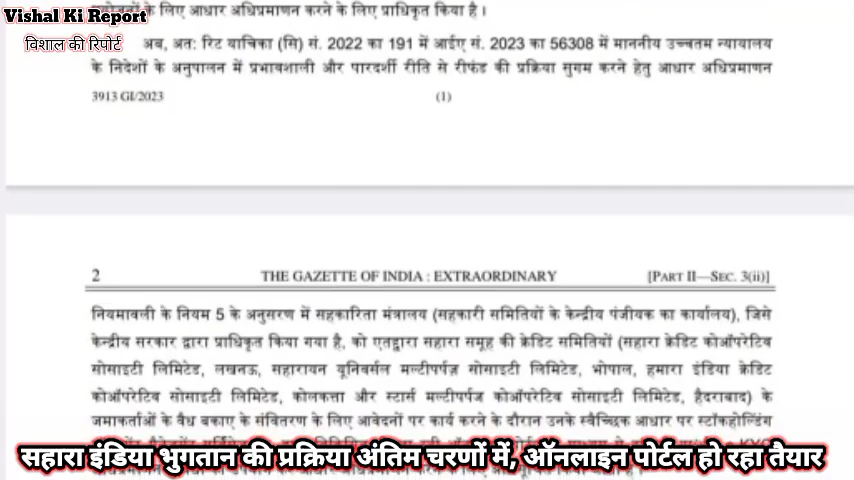 Vishal Ki Report
विशाल की रिपोर्ट
के लिए आधार अधिप्रमाणन करने के लिए प्राधिकृत किया है।
अब, अत: रिट याचिका (सि) सं. 2022 का 191 में आईए सं. 2023 का 56308 में माननीय उच्चतम न्यायालय
के निदेशों के अनुपालन में प्रभावशाली और पारदर्शी रीति से रीफंड की प्रक्रिया सुगम करने हेतु आधार अधिप्रमाणन
3913 GI/2023
(1)
2
THE GAZETTE OF INDIA : EXTRAORDINARY
[PART II—SEC. 3(ii)]
नियमावली के नियम 5 के अनुसरण में सहकारिता मंत्रालय (सहकारी समितियों के केन्द्रीय पंजीयक का कार्यालय), जिसे
केन्द्रीय सरकार द्वारा प्राधिकृत किया गया है, को एतद्वारा सहारा समूह की क्रेडिट समितियों (सहारा क्रेडिट कोऑपरेटिव
सोसाइटी लिमिटेड, लखनऊ, सहारायन यूनिवर्सल मल्टीपर्पज़ सोसाइटी लिमिटेड, भोपाल, हमारा इंडिया क्रेडिट
कोऑपरेटिव सोसाइटी लिमिटेड, कोलकत्ता और स्टार्स मल्टीपर्पज कोऑपरेटिव सोसाइटी लिमिटेड, हैदराबाद) के
जमाकर्ताओं के वैध बकाए के संवितरण के लिए आवेदनों पर कार्य करने के दौरान उनके स्वैच्छिक आधार पर स्टॉकहोल्डिंग
सहारा इंडिया भुगतान की प्रक्रिया अंतिम चरणों में, ऑनलाइन पोर्टल हो रहा तैयार